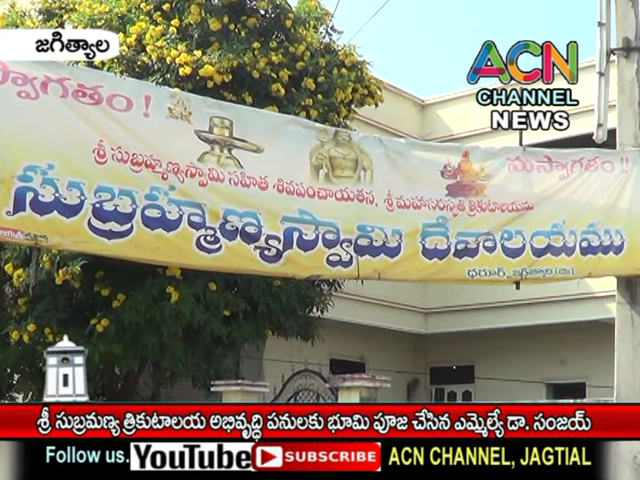 జగిత్యాల
ACN
CHANNEL
NEWS
స్వాగతం !
సుస్వాగతం !!
శ్రీ సుబ్రహ్మణ్యస్వామి సహిత శివపంచాయతన, శ్రీ మహాసరస్వతి త్రికూటాలయము
సుబ్రహ్మణ్యస్వామి దేవాలయము
ధరూర్, జగిత్యాల
శ్రీ సుబ్రమణ్య త్రికుటాలయ అభివృద్ధి పనులకు భూమి పూజ చేసిన ఎమ్మెల్యే డా. సంజయ్
Follow us. YouTube SUBSCRIBE ACN CHANNEL, JAGTIAL